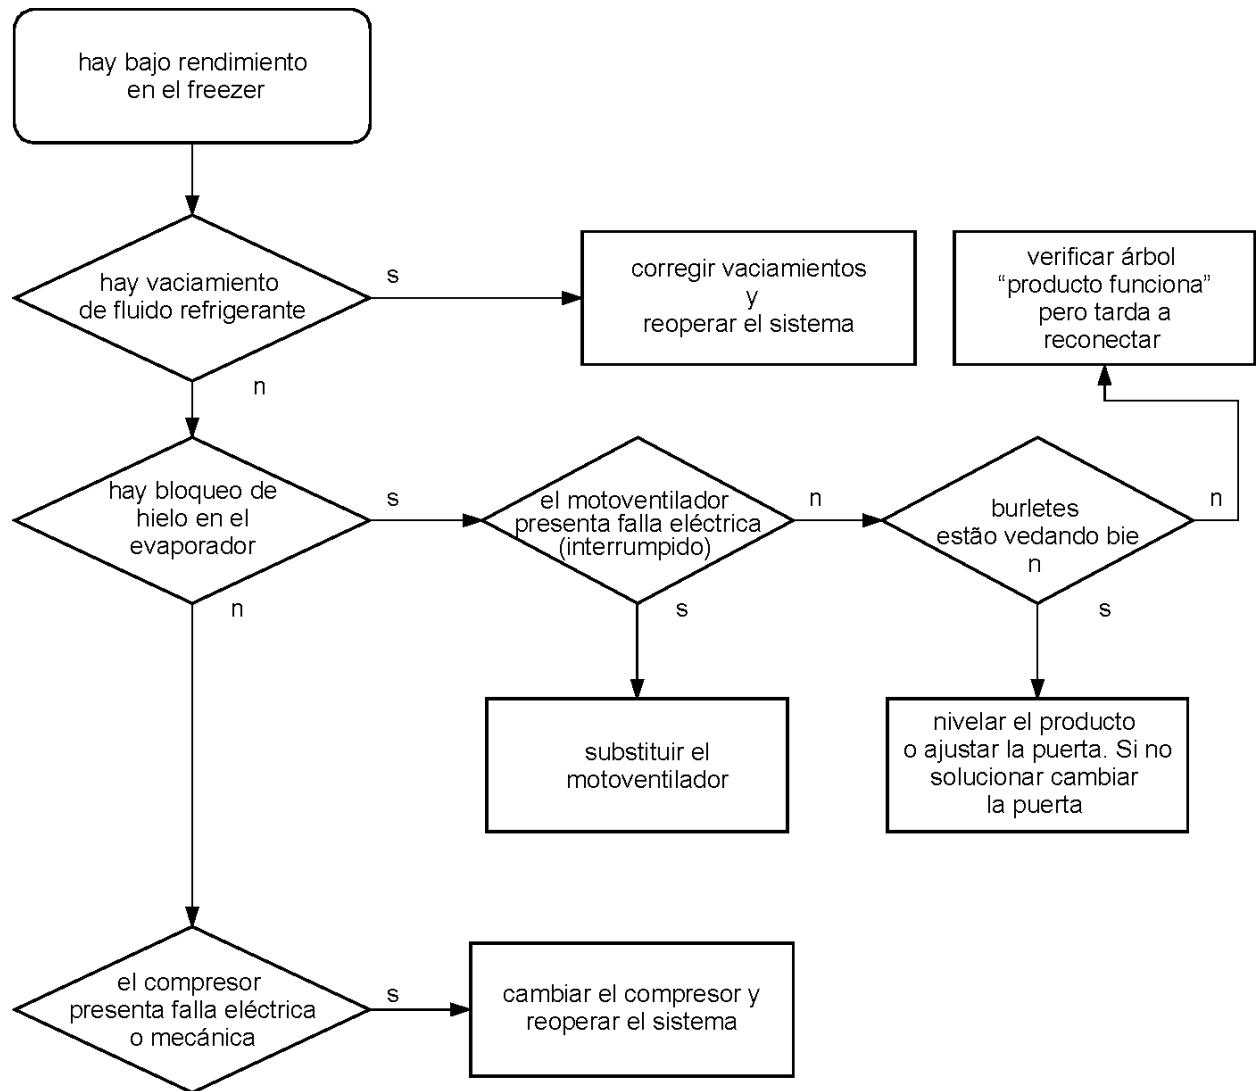 hay bajo rendimiento
en el freezer
hay vaciamiento
de fluido refrigerante
s
n
corregir vaciamientos
y
reoperar el sistema
verificar árbol
“producto funciona”
pero tarda a
reconectar
hay bloqueo de
hielo en el
evaporador
s
n
el motoventilador
presenta falla eléctrica
(interrumpido)
n
s
burletes
estão vedando bie
n
n
s
substituir el
motoventilador
nivelar el producto
o ajustar la puerta. Si no
solucionar cambiar
la puerta
el compresor
presenta falla eléctrica
o mecánica
s
cambiar el compresor y
reoperar el sistema